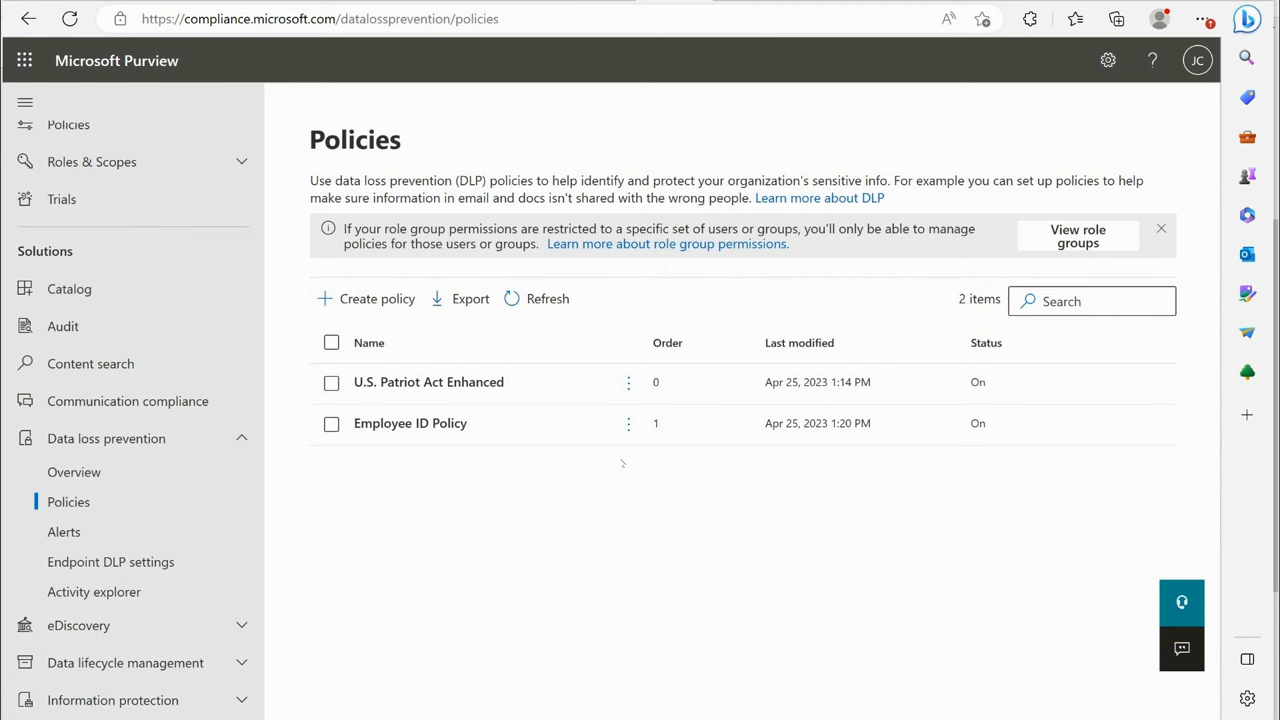 https://compliance.microsoft.com/datalossprevention/policies
Microsoft Purview
JC
Policies
Roles & Scopes
Trials
Solutions
Catalog
Audit
Content search
Communication compliance
Data loss prevention
Overview
Policies
Alerts
Endpoint DLP settings
Activity explorer
eDiscovery
Data lifecycle management
Information protection
Policies
Use data loss prevention (DLP) policies to help identify and protect your organization's sensitive info. For example you can set up policies to help
make sure information in email and docs isn't shared with the wrong people. Learn more about DLP
If your role group permissions are restricted to a specific set of users or groups, you'll only be able to manage
policies for those users or groups. Learn more about role group permissions.
View role
groups
Create policy Export Refresh 2 items Search
Name Order Last modified Status
U.S. Patriot Act Enhanced 0 Apr 25, 2023 1:14 PM On
Employee ID Policy 1 Apr 25, 2023 1:20 PM On